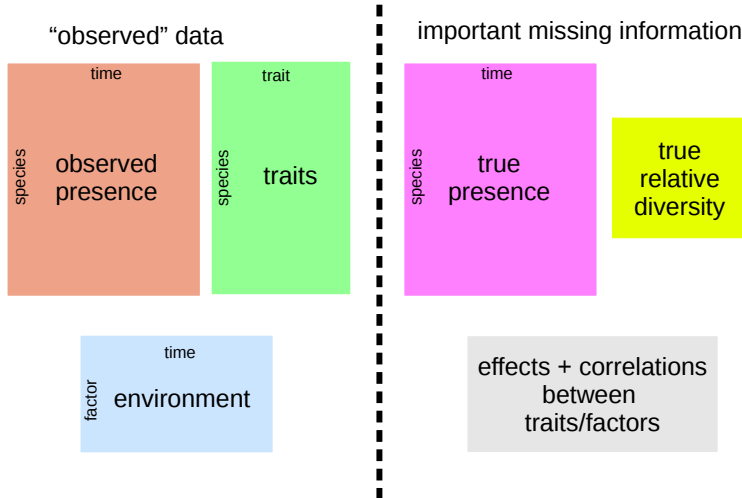 “observed” data
time
species
observed
presence
trait
species
traits
time
factor
environment
important missing information
time
species
true
presence
true
relative
diversity
effects + correlations
between
traits/factors